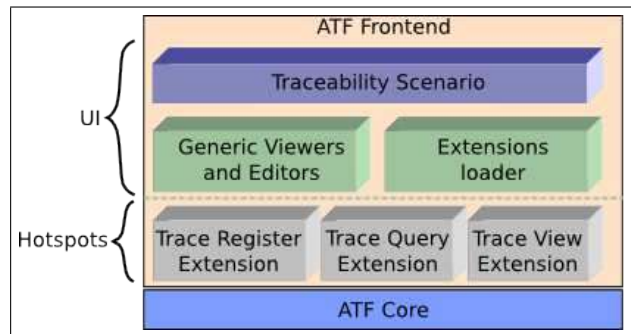 ATF Frontend
Traceability Scenario
UI
Generic Viewers
and Editors
Extensions
loader
Hotspots
Trace Register
Extension
Trace Query
Extension
Trace View
Extension
ATF Core